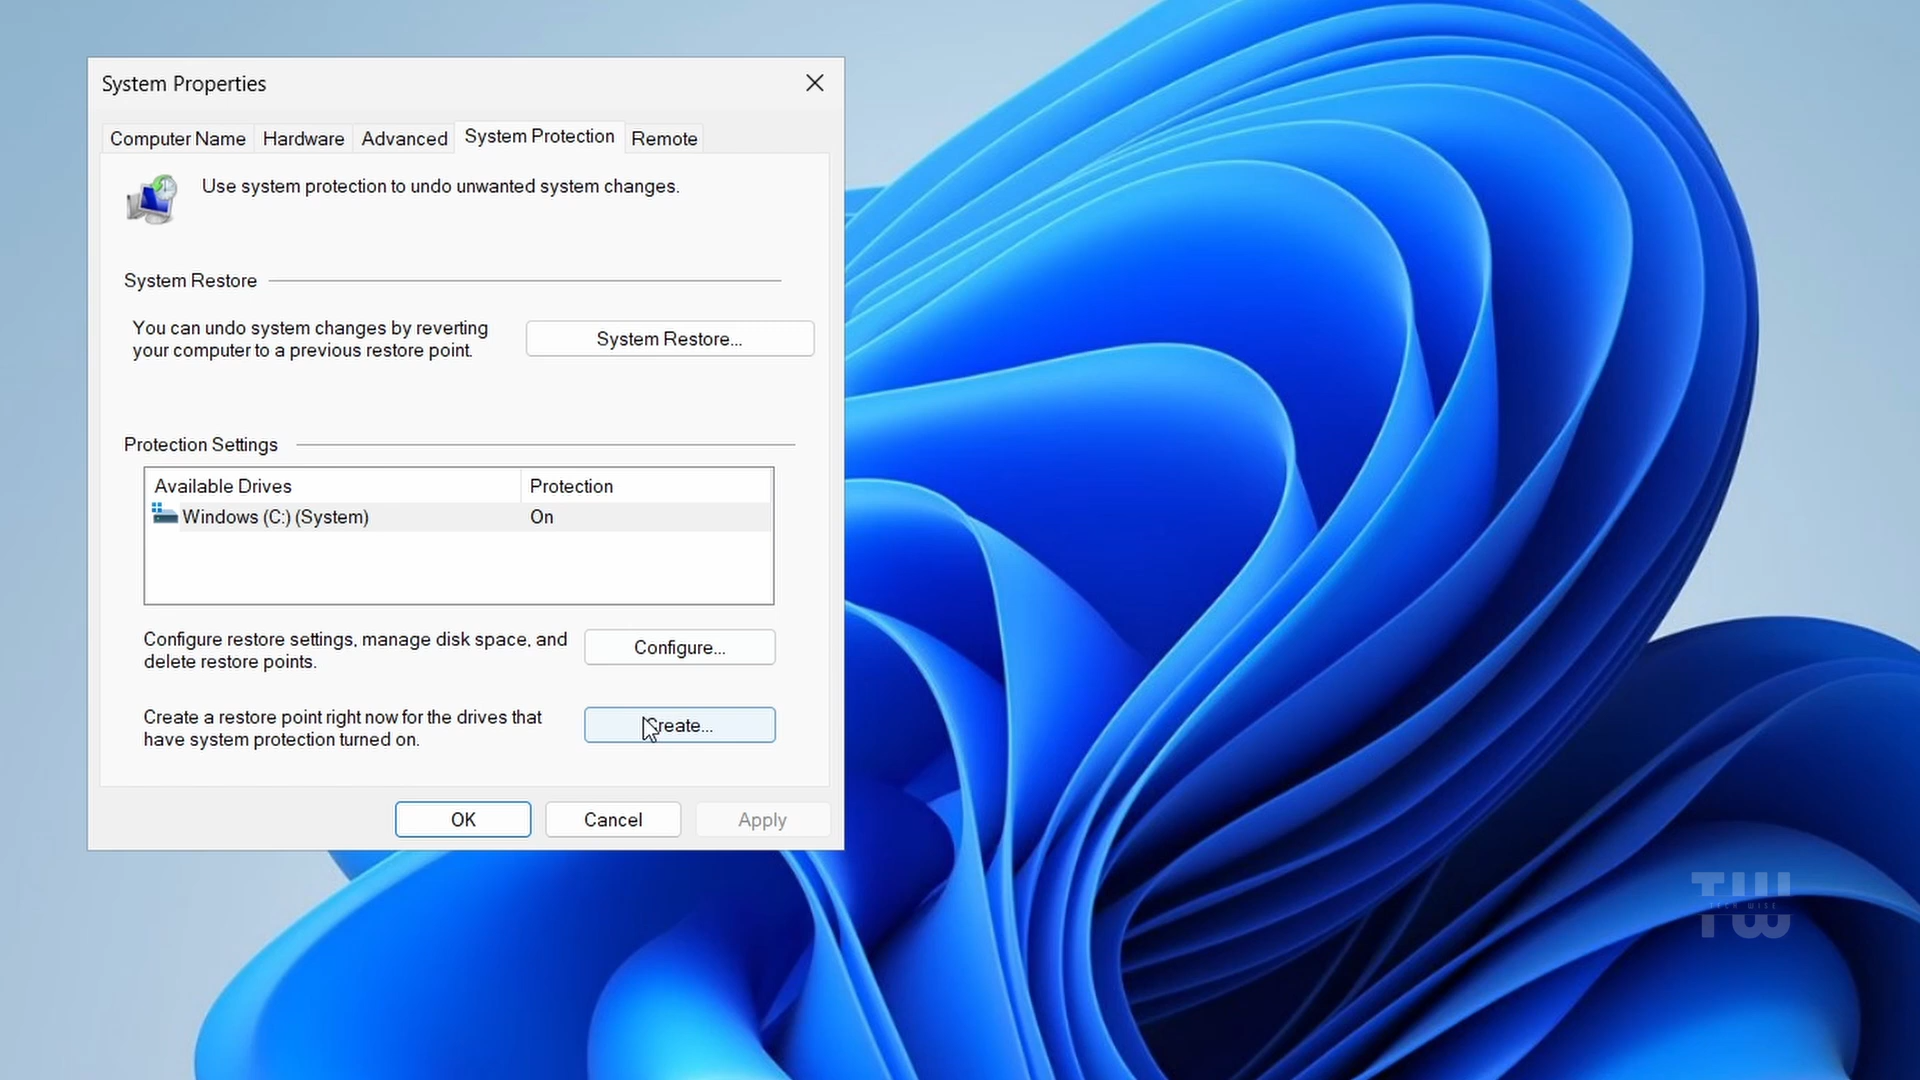 System Properties
Computer Name Hardware Advanced System Protection Remote
Use system protection to undo unwanted system changes.
System Restore
You can undo system changes by reverting
your computer to a previous restore point.
System Restore...
Protection Settings
Available Drives Protection
Windows (C:) (System) On
Configure restore settings, manage disk space, and
delete restore points.
Configure...
Create a restore point right now for the drives that
have system protection turned on.
Create...
OK Cancel Apply
TW
TECH WISE